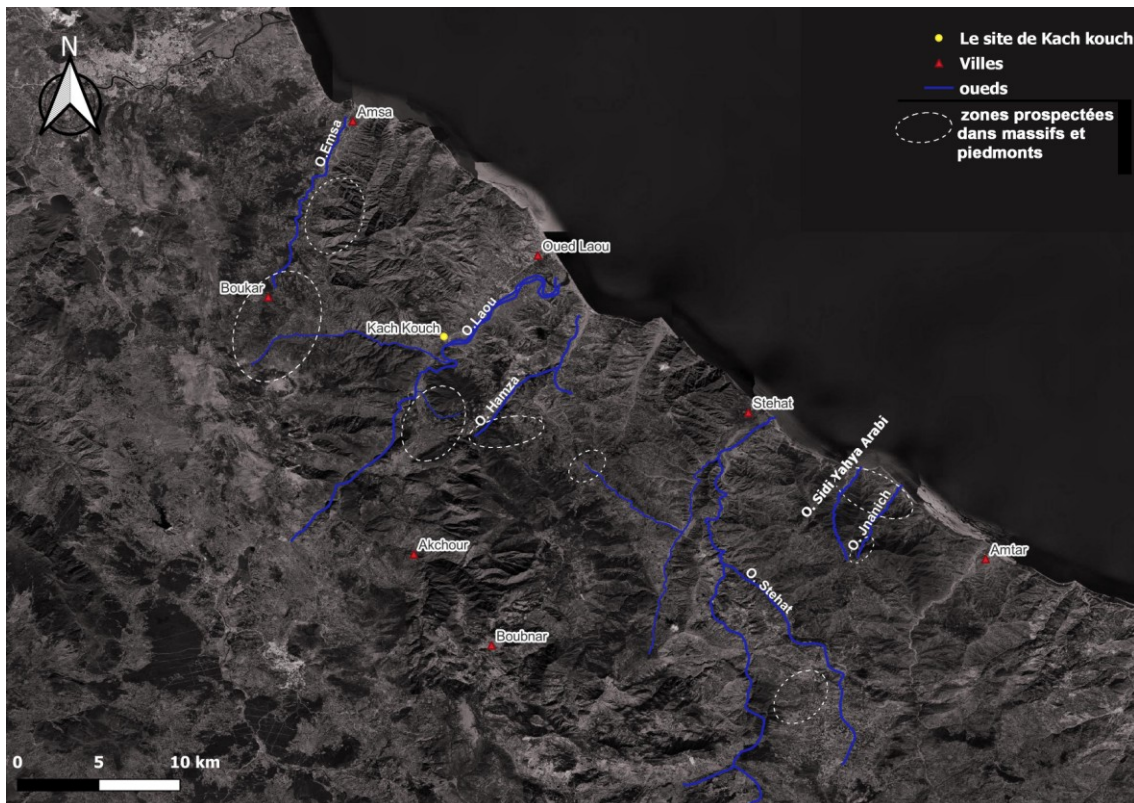 N
Le site de Kach kouch
Villes
oueds
zones prospectées
dans massifs et
piedmonts
Amsa
O.Emsa
Oued Laou
Boukar
O.Laou
Kach Kouch
O. Hamza
Stehat
O. Sidi Yahya Arabi
O. Jnanich
Amtar
Akchour
O. Stehat
Boubnar
0 5 10 km